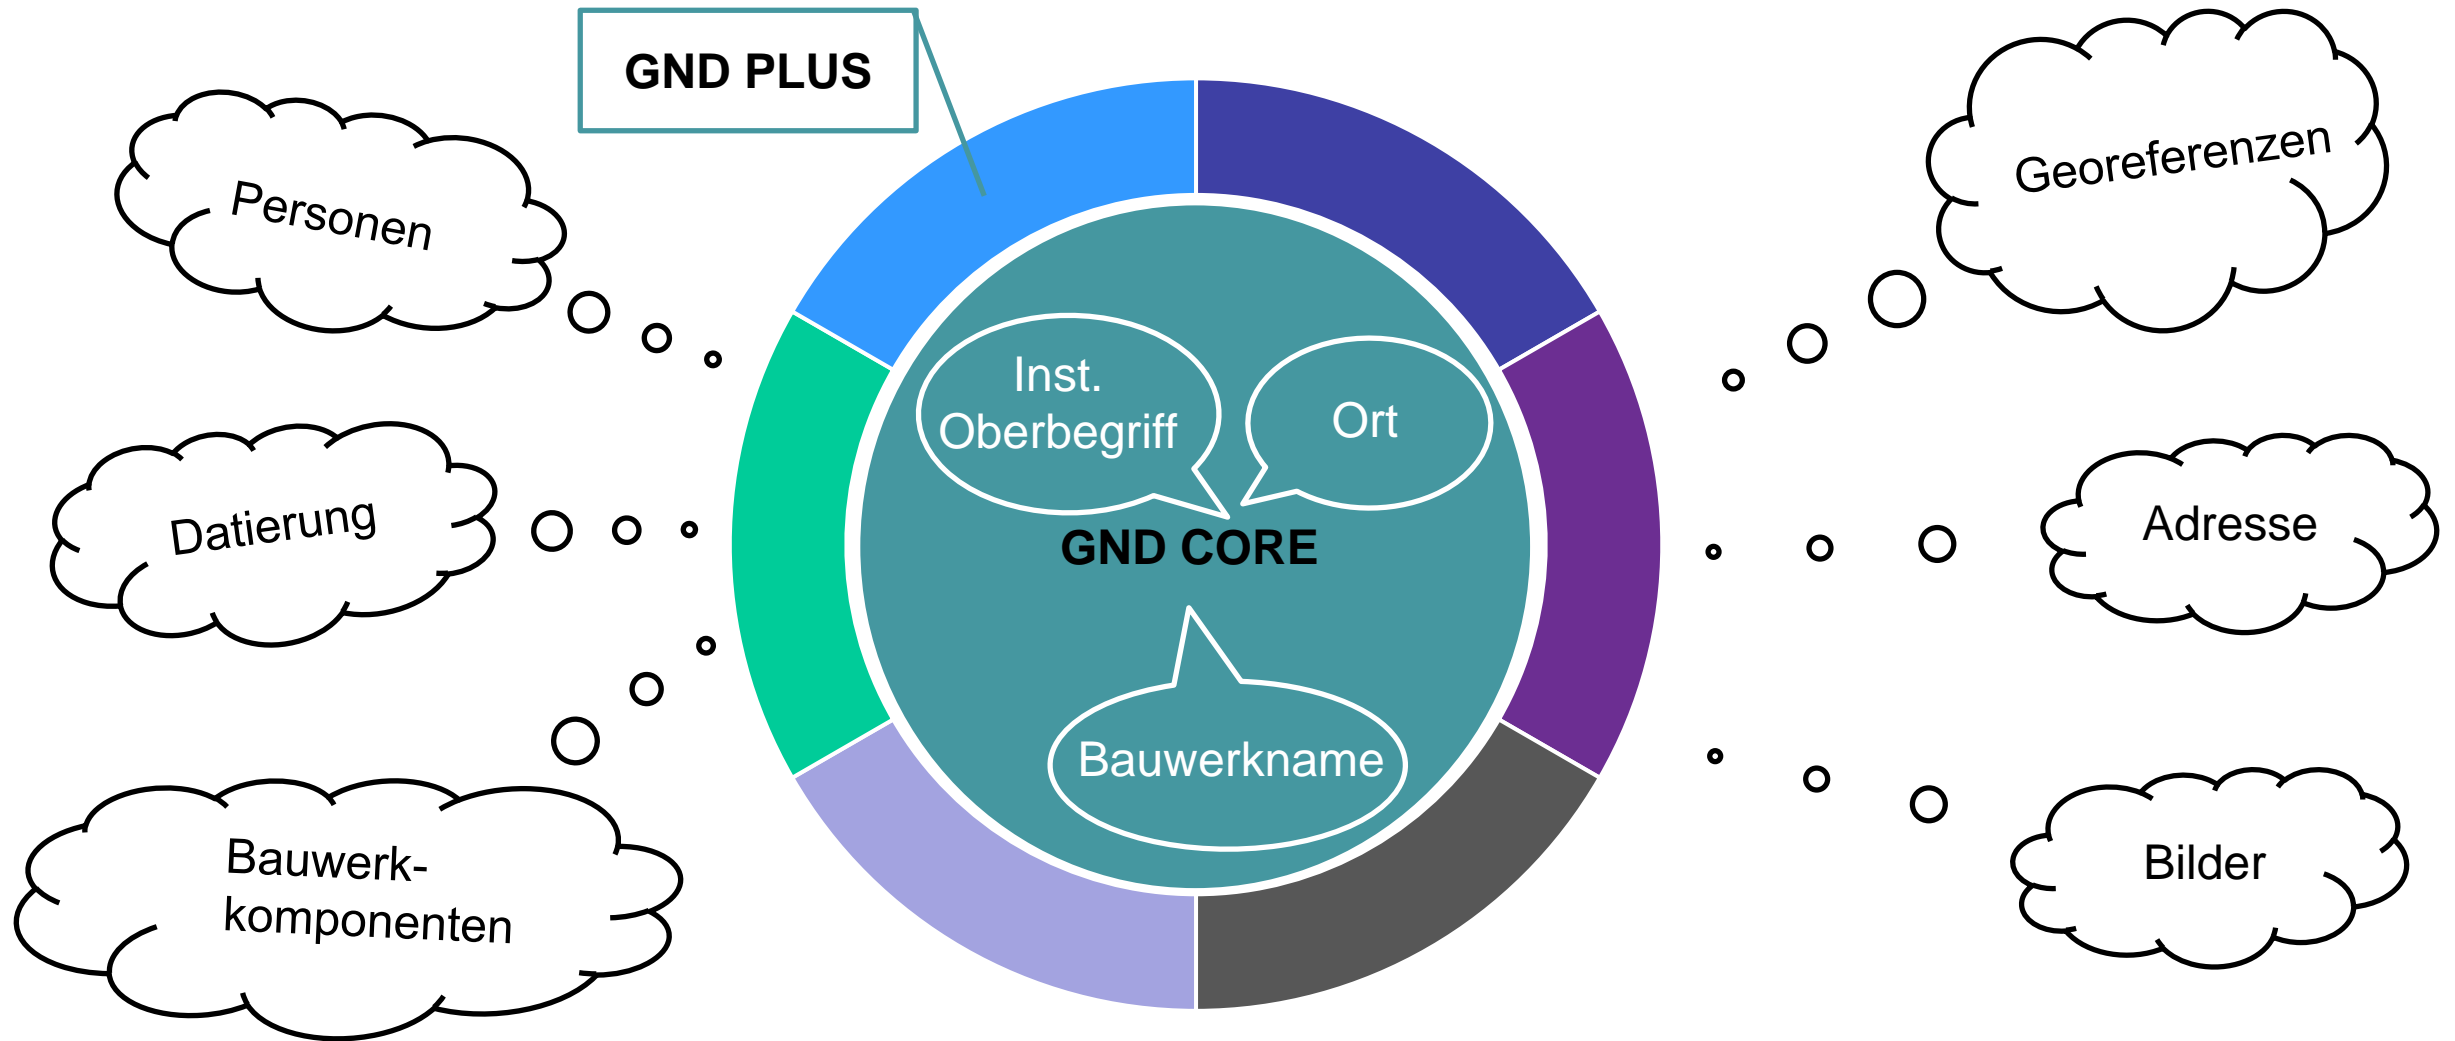 GND PLUS
Personen
Georeferenzen
Inst.
Oberbegriff
Ort
Datierung
GND CORE
Adresse
Bauwerkname
Bauwerk-
komponenten
Bilder